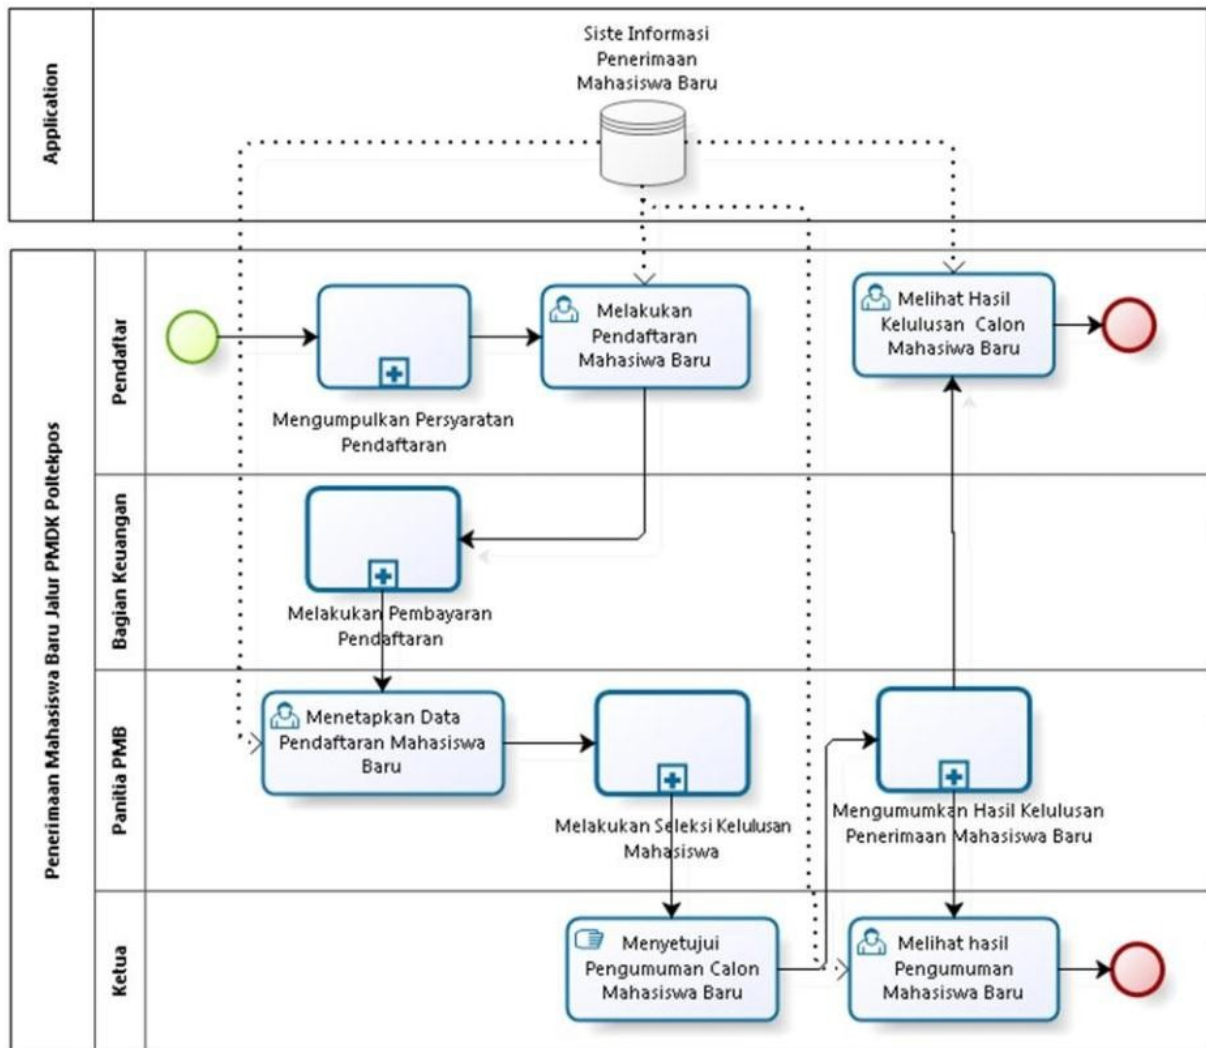 Application
Siste Informasi
Penerimaan
Mahasiswa Baru
Penerimaan Mahasiswa Baru Jalur PMDK Poltekpos
Pendaftar
Mengumpulkan Persyaratan
Pendaftaran
Melakukan
Pendaftaran
Mahasiwa Baru
Melihat Hasil
Kelulusan Calon
Mahasiwa Baru
Bagian Keuangan
Melakukan Pembayaran
Pendaftaran
Panitia PMB
Menetapkan Data
Pendaftaran Mahasiswa
Baru
Melakukan Seleksi Kelulusan
Mahasiswa
Mengumumkan Hasil Kelulusan
Penerimaan Mahasiswa Baru
Ketua
Menyetujui
Pengumuman Calon
Mahasiswa Baru
Melihat hasil
Pengumuman
Mahasiswa Baru